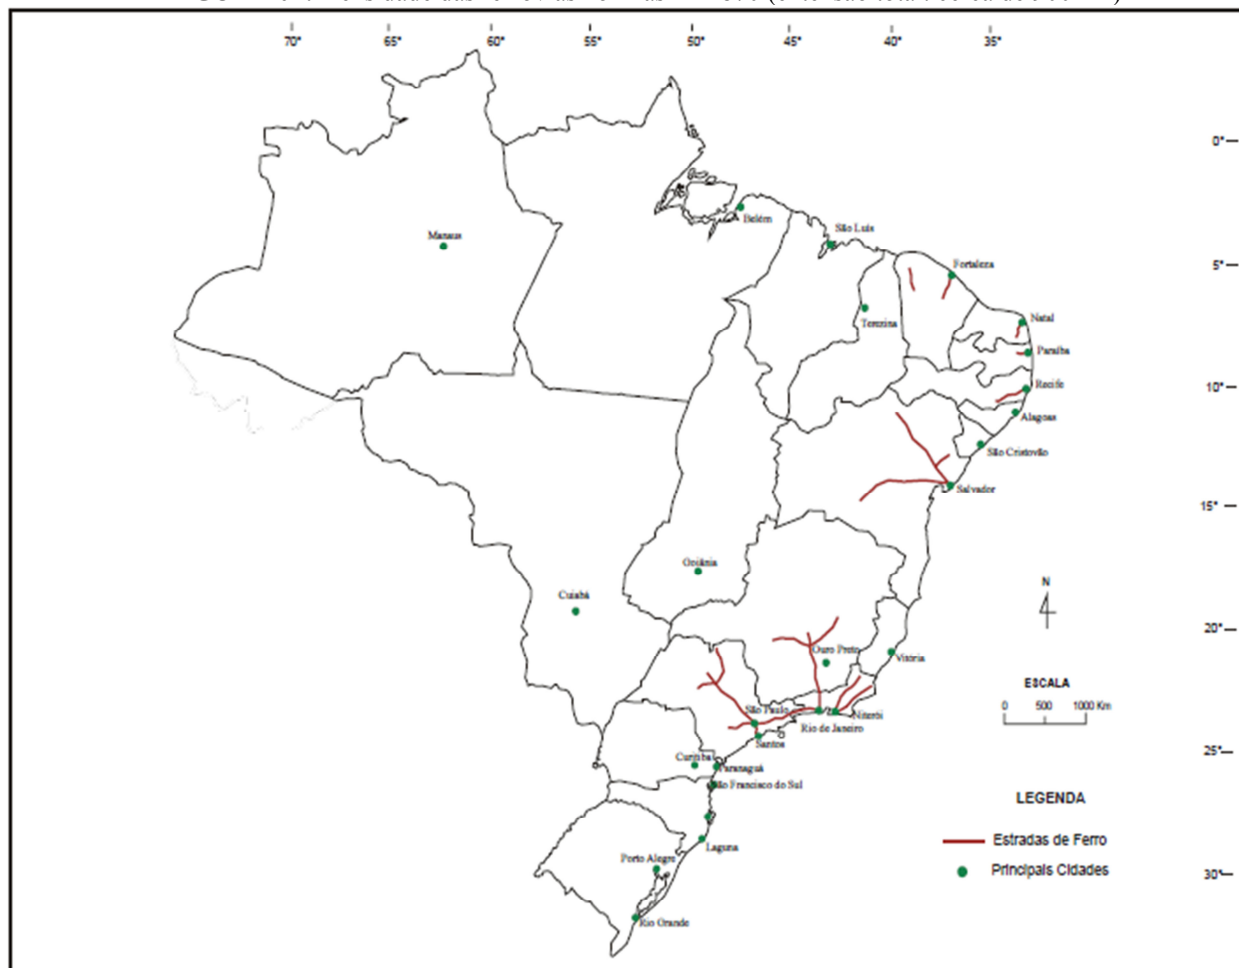 70° 65° 60° 55° 50° 45° 40° 35°
0°
Belém
São Luís
Manaus
Fortaleza
5°
Natal
Terezina
Paraíba
Recife
10°
Alagoas
São Cristovão
Salvador
15°
Goiânia
N
Cuiabá
20°
Ouro Preto
Vitória
ESCALA
0 500 1000 Km
São Paulo
Niterói
Rio de Janeiro
Santos
25°
Curitiba
Paranaguá
São Francisco do Sul
LEGENDA
Estradas de Ferro
Laguna
Porto Alegre
Principais Cidades
30°
Rio Grande